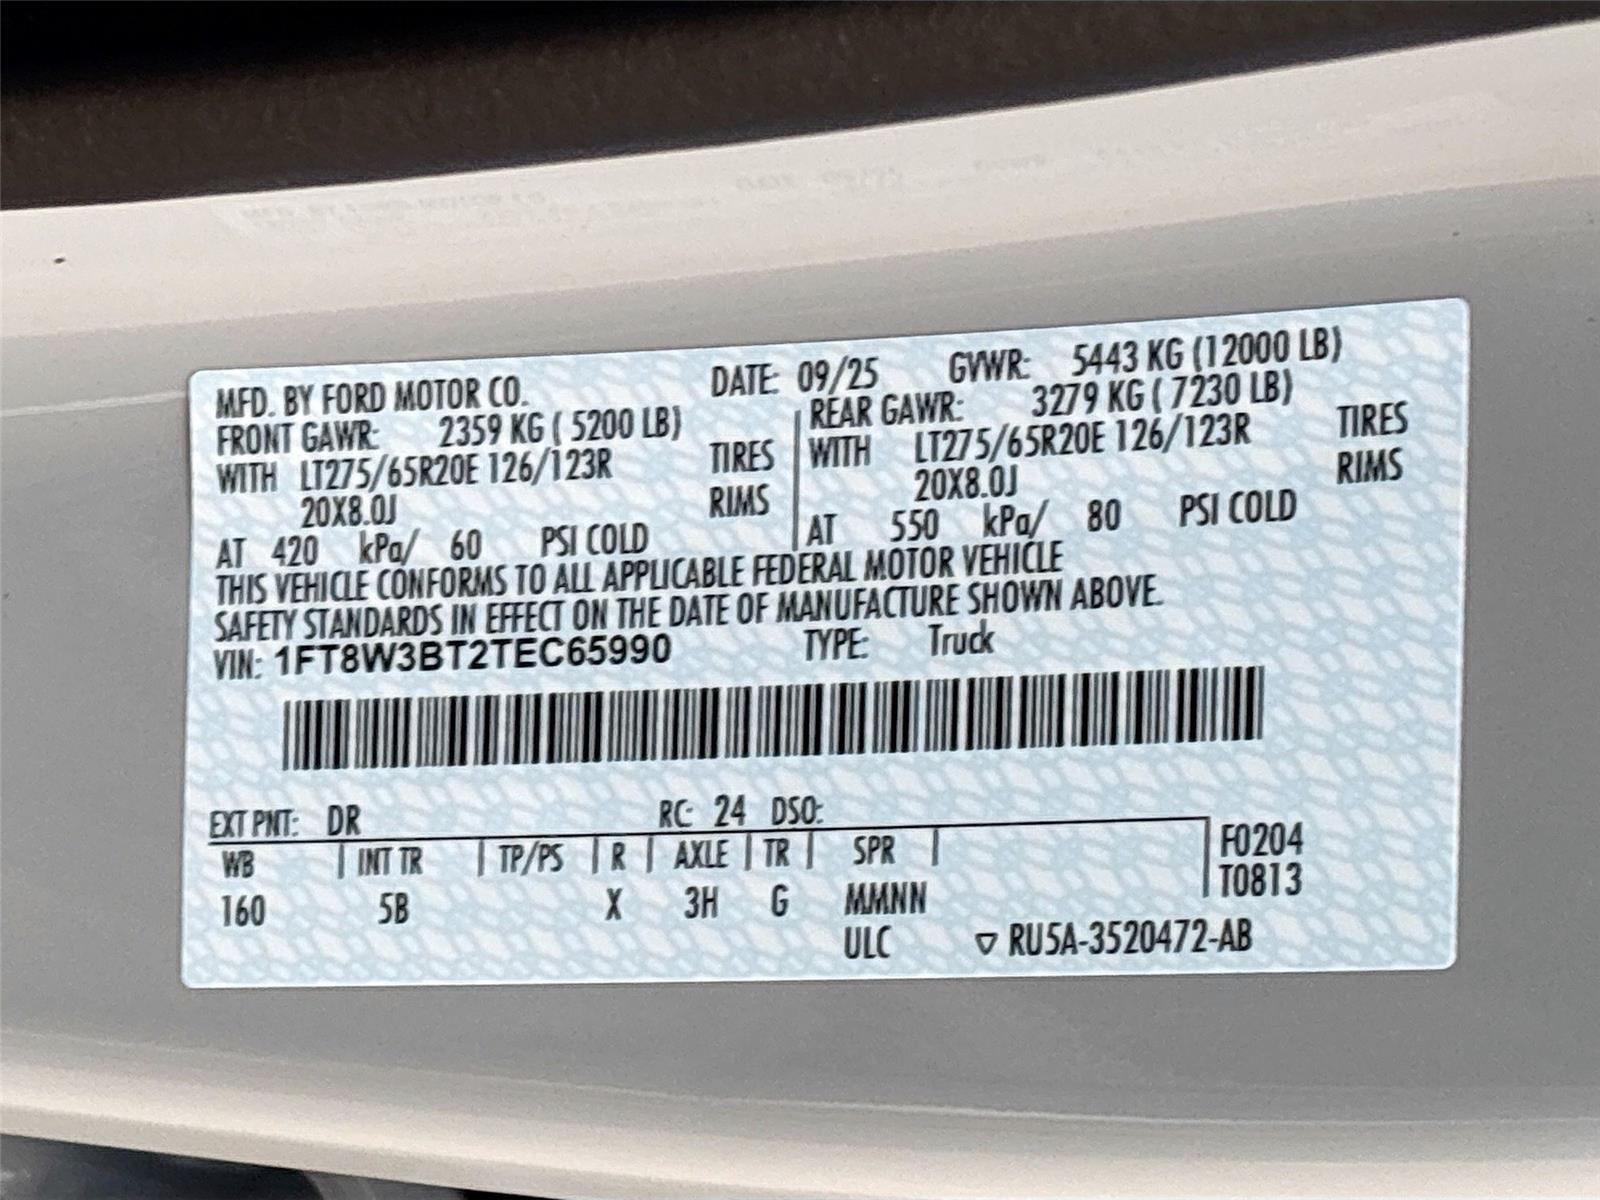 MFD. BY FORD MOTOR CO. DATE: 09/25 GVWR: 5443 KG (12000 LB)
FRONT GAWR: 2359 KG ( 5200 LB) REAR GAWR: 3279 KG ( 7230 LB)
WITH LT275/65R20E 126/123R TIRES WITH LT275/65R20E 126/123R TIRES
20X8.0J RIMS 20X8.0J RIMS
AT 420 kPa/ 60 PSI COLD AT 550 kPa/ 80 PSI COLD
THIS VEHICLE CONFORMS TO ALL APPLICABLE FEDERAL MOTOR VEHICLE
SAFETY STANDARDS IN EFFECT ON THE DATE OF MANUFACTURE SHOWN ABOVE.
VIN: 1FT8W3BT2TEC65990 TYPE: Truck
EXT PNT: DR RC: 24 DSO:
WB | INT TR | TP/PS | R | AXLE | TR | SPR | F0204
160 5B X 3H G MMNN T0813
ULC ▽ RU5A-3520472-AB